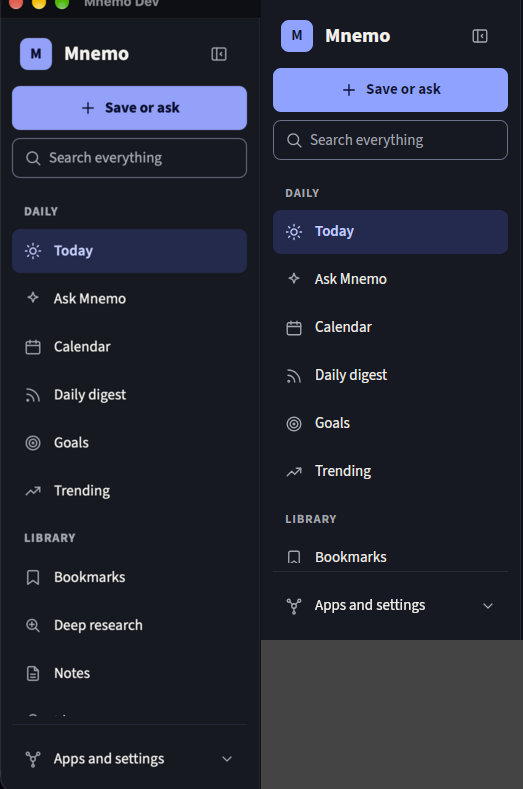 Mnemo Dev
M Mnemo
Save or ask
Search everything
DAILY
Today
Ask Mnemo
Calendar
Daily digest
Goals
Trending
LIBRARY
Bookmarks
Deep research
Notes
Apps and settings
M Mnemo
Save or ask
Search everything
DAILY
Today
Ask Mnemo
Calendar
Daily digest
Goals
Trending
LIBRARY
Bookmarks
Apps and settings